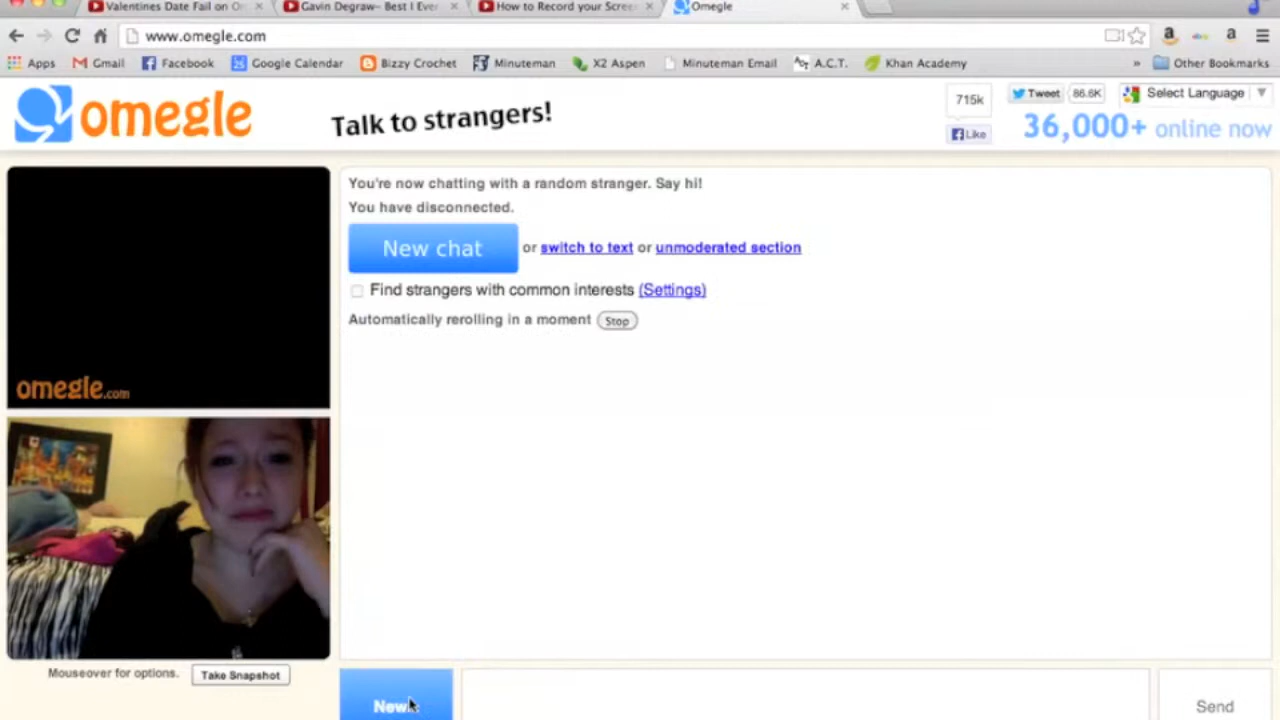 Valentines Date Fail on O
Gavin Degraw- Best I Ever
How to Record your Scree
Omegle
www.omegle.com
Apps
Gmail
Facebook
Google Calendar
Bizzy Crochet
Minuteman
X2 Aspen
Minuteman Email
A.C.T.
Khan Academy
»
Other Bookmarks
omegle
Talk to strangers!
715k
Like
Tweet
86.6K
Select Language
36,000+ online now
You're now chatting with a random stranger. Say hi!
You have disconnected.
New chat or switch to text or unmoderated section
Find strangers with common interests (Settings)
Automatically rerolling in a moment Stop
omegle.com
Mouseover for options. Take Snapshot
New
Send